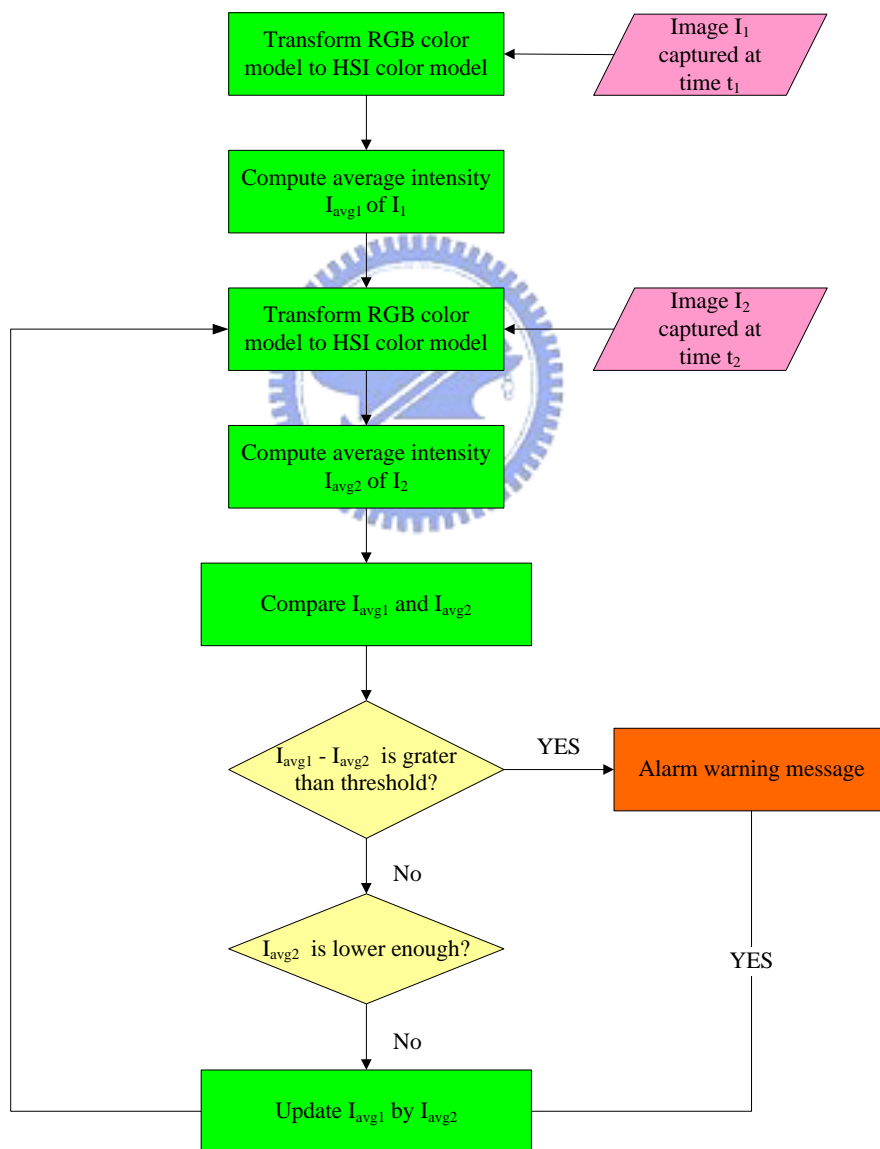 Transform RGB color
model to HSI color model
Image I₁
captured at
time t₁
Compute average intensity
Iavg1 of I₁
Transform RGB color
model to HSI color model
Image I₂
captured at
time t₂
Compute average intensity
Iavg2 of I₂
Compare Iavg1 and Iavg2
Iavg1 - Iavg2 is grater
than threshold?
YES
Alarm warning message
No
Iavg2 is lower enough?
YES
No
Update Iavg1 by Iavg2